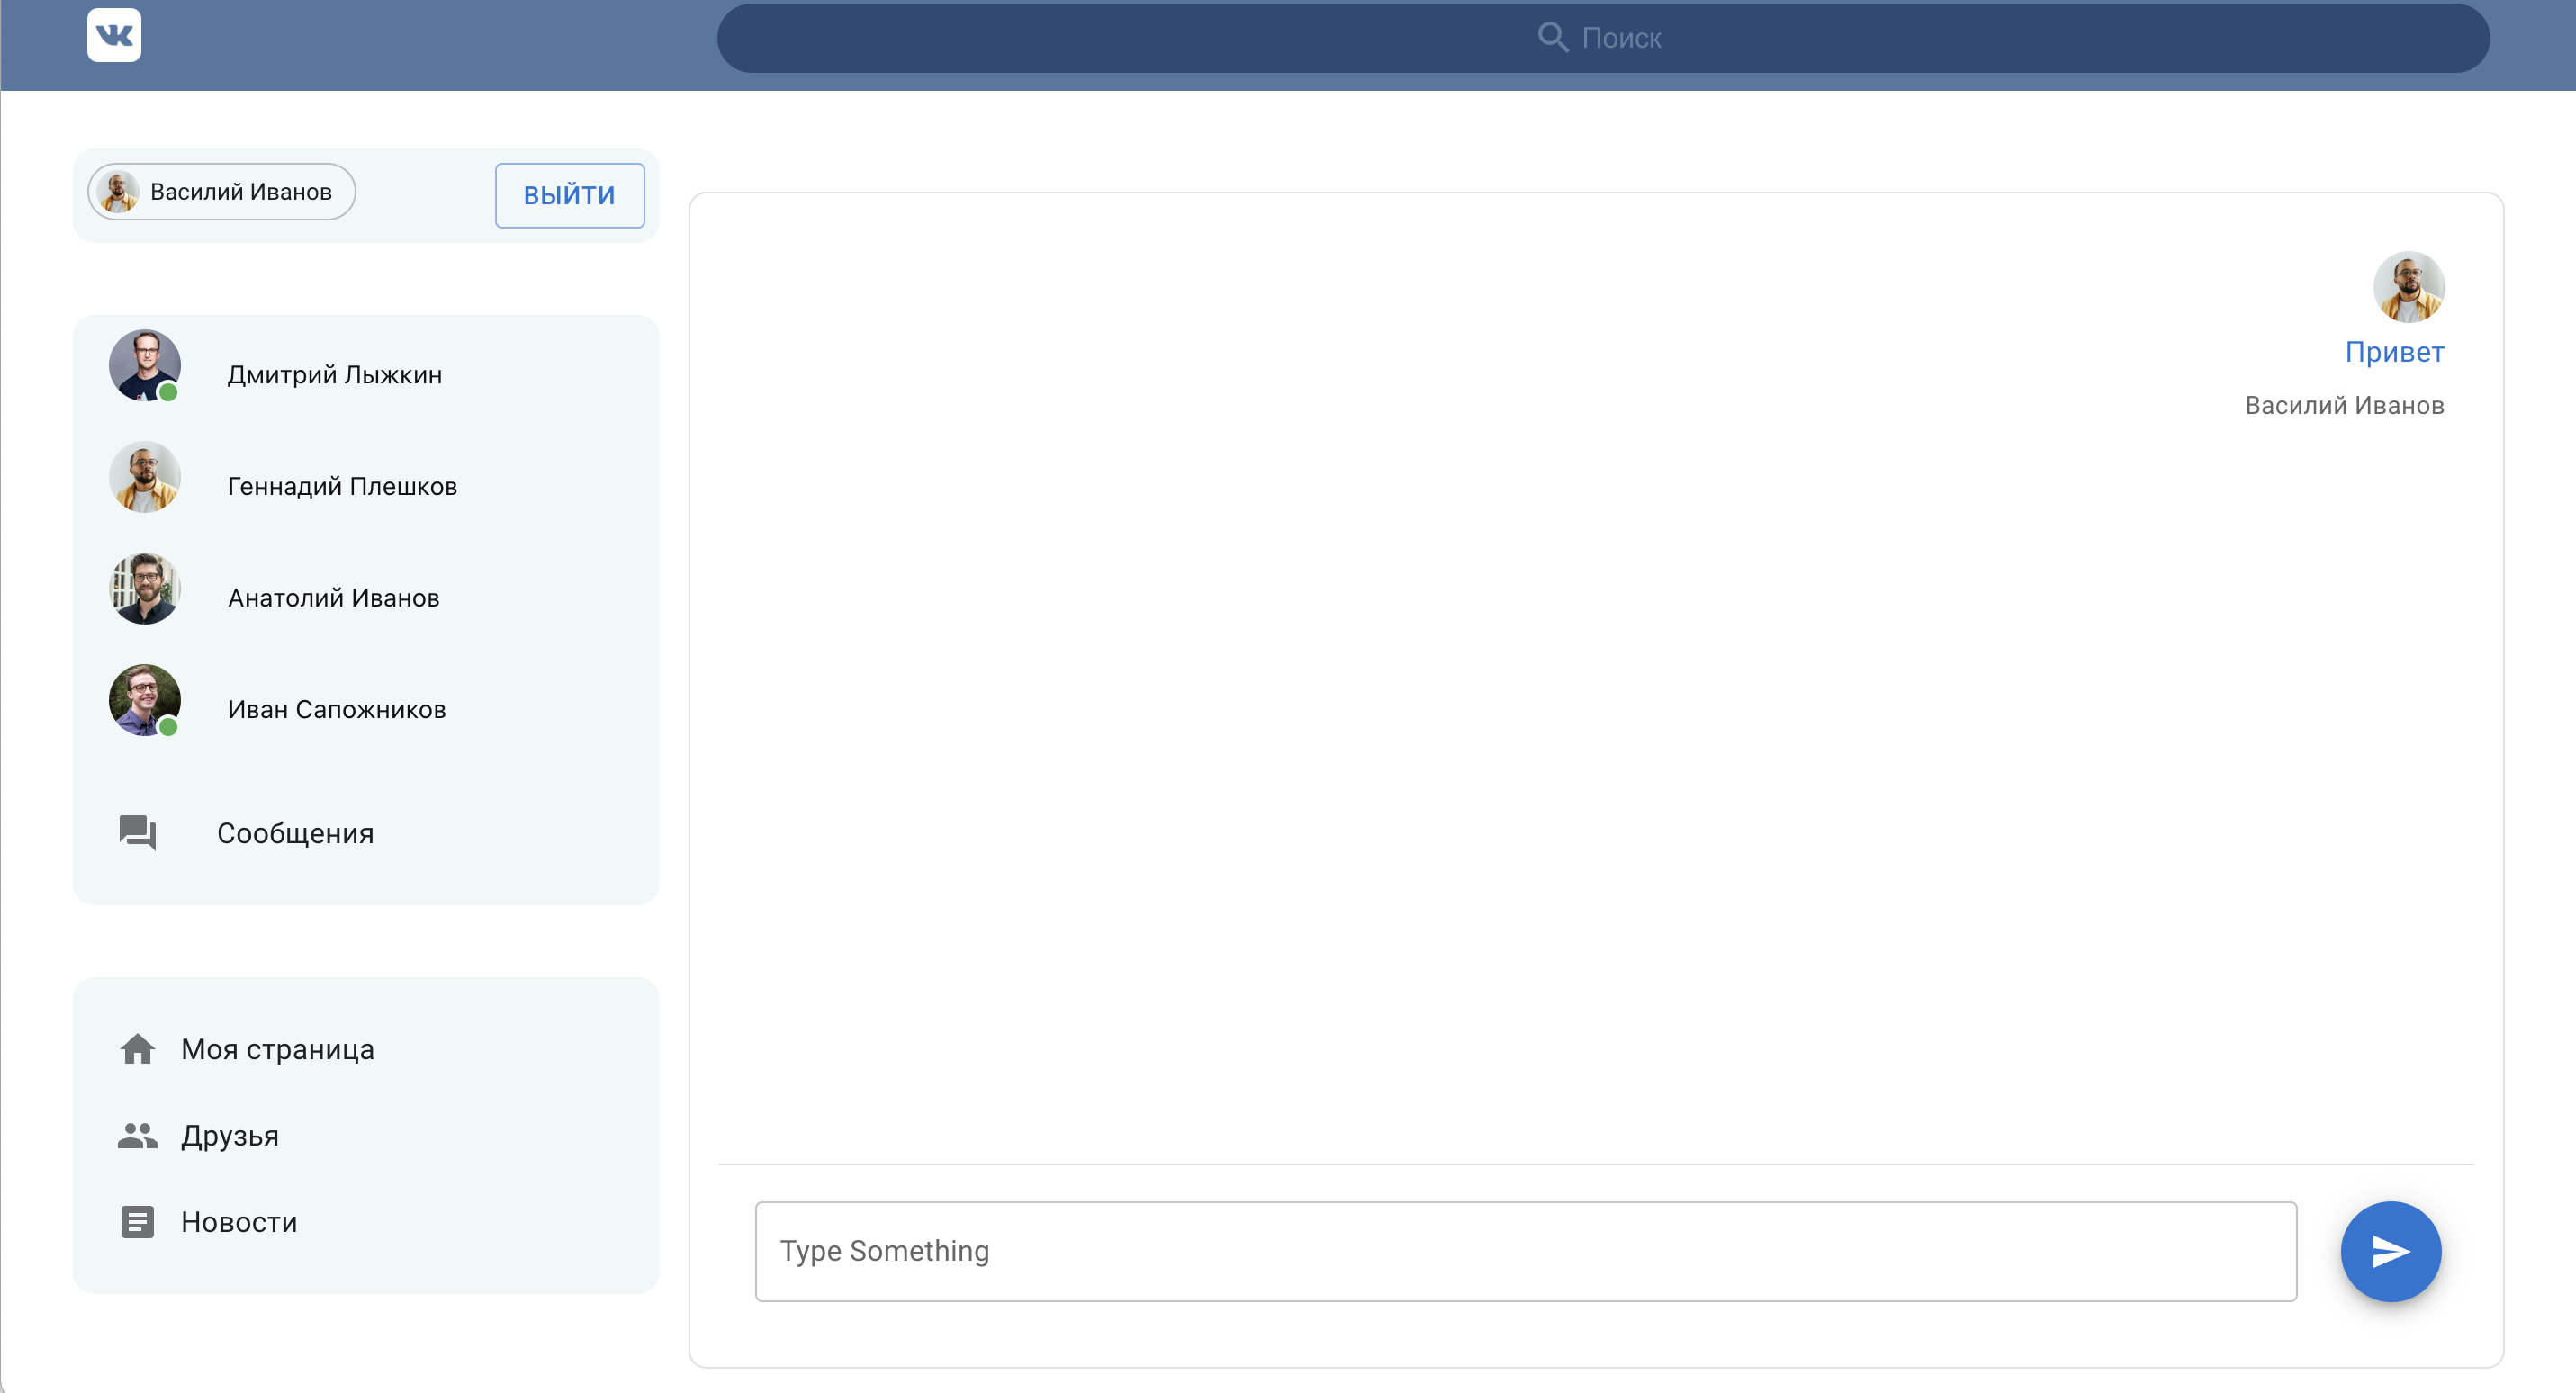 Поиск
Василий Иванов
ВЫЙТИ
Дмитрий Лыжкин
Геннадий Плешков
Анатолий Иванов
Иван Сапожников
Сообщения
Моя страница
Друзья
Новости
Привет
Василий Иванов
Type Something